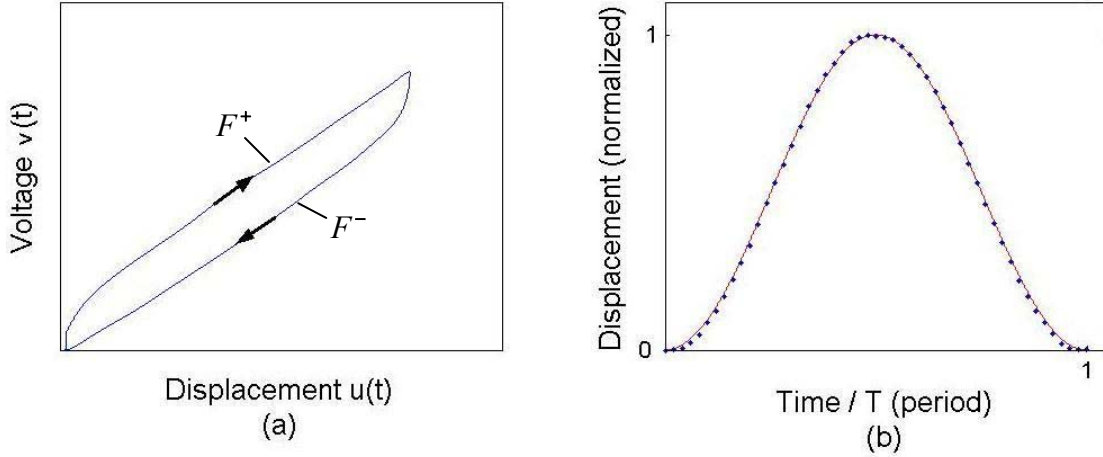 Voltage v(t)
F⁺
F⁻
Displacement u(t)
(a)
Displacement (normalized)
1
0
1
Time / T (period)
(b)